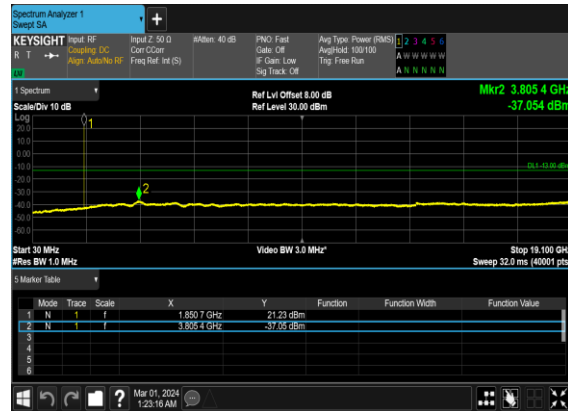 Spectrum Analyzer 1
Swept SA
+
KEYSIGHT
R T
LW
Input: RF
Coupling: DC
Align: Auto/No RF
Input Z: 50 Ω
Corr CCorr
Freq Ref: Int (S)
#Atten: 40 dB
PNO: Fast
Gate: Off
IF Gain: Low
Sig Track: Off
Avg Type: Power (RMS)
Avg|Hold: 100/100
Trig: Free Run
1 2 3 4 5 6
A W W W W W
A N N N N N
1 Spectrum
Scale/Div 10 dB
Ref Lvl Offset 8.00 dB
Ref Level 30.00 dBm
Mkr2 3.805 4 GHz
-37.054 dBm
Log
1
20.0
10.0
0.00
-10.0
DL1 -13.00 dBm
-20.0
-30.0
2
-40.0
-50.0
-60.0
Start 30 MHz
#Res BW 1.0 MHz
Video BW 3.0 MHz*
Stop 19.100 GHz
Sweep 32.0 ms (40001 pts)
5 Marker Table
Mode Trace Scale X Y Function Function Width Function Value
1 N 1 f 1.850 7 GHz 21.23 dBm
2 N 1 f 3.805 4 GHz -37.05 dBm
3
4
5
6
?
Mar 01, 2024
1:23:16 AM